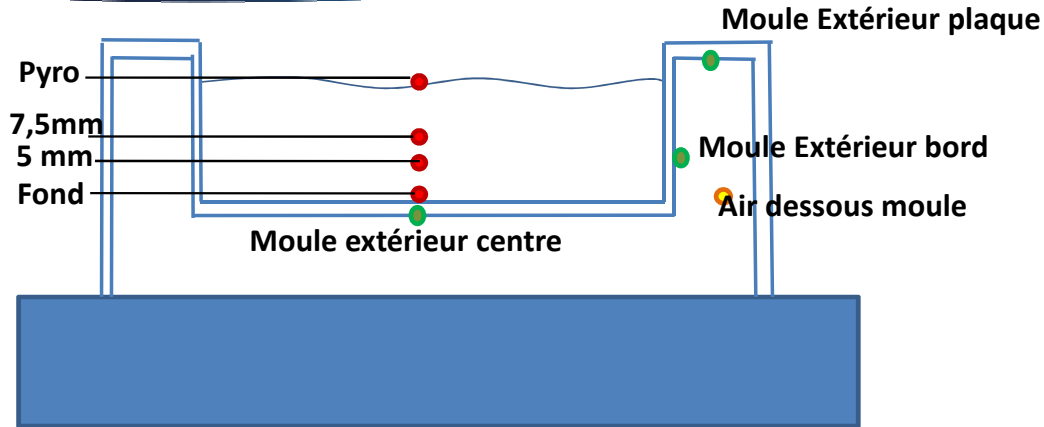 Moule Extérieur plaque
Pyro
7,5mm
5 mm
Moule Extérieur bord
Fond
Air dessous moule
Moule extérieur centre